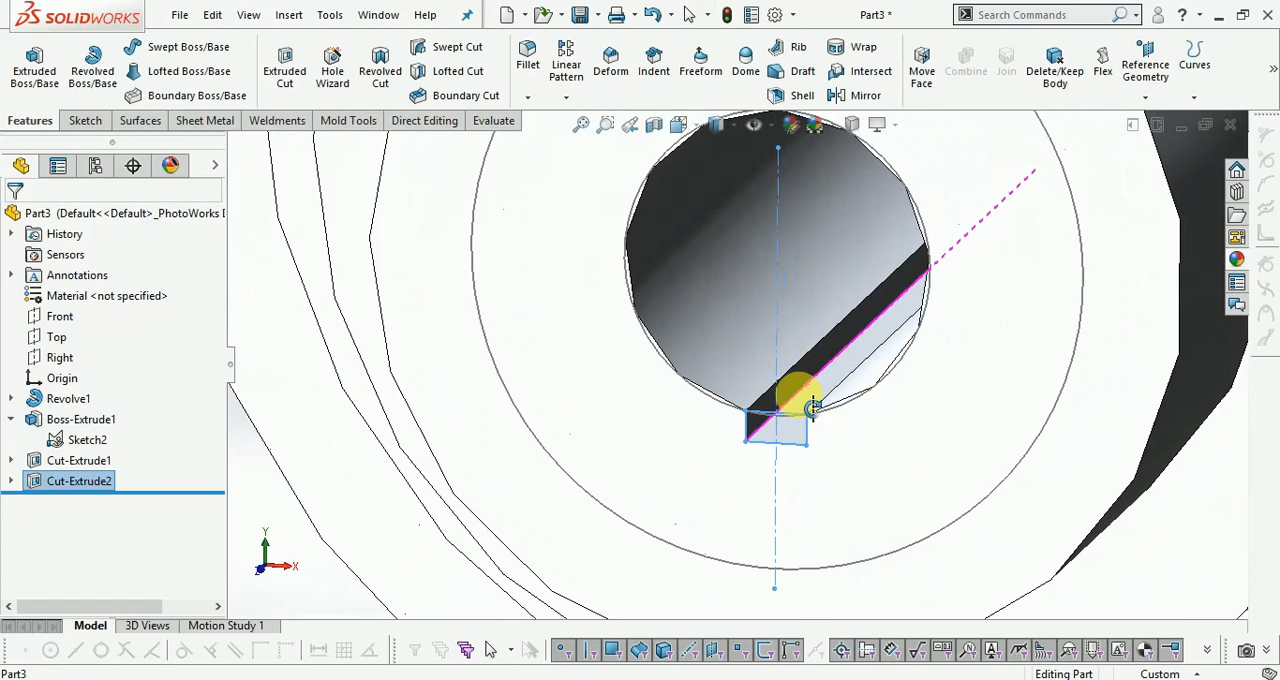 SOLIDWORKS File Edit View Insert Tools Window Help Part3 * Search Commands
Extruded Boss/Base
Revolved Boss/Base
Swept Boss/Base
Lofted Boss/Base
Boundary Boss/Base
Extruded Cut
Hole Wizard
Revolved Cut
Swept Cut
Lofted Cut
Boundary Cut
Fillet
Linear Pattern
Deform
Indent
Freeform
Dome
Rib
Draft
Shell
Wrap
Intersect
Mirror
Move Face
Combine
Join
Delete/Keep Body
Flex
Reference Geometry
Curves
Features Sketch Surfaces Sheet Metal Weldments Mold Tools Direct Editing Evaluate
Part3 (Default<<Default>_PhotoWorks D
History
Sensors
Annotations
Material <not specified>
Front
Top
Right
Origin
Revolve1
Boss-Extrude1
Sketch2
Cut-Extrude1
Cut-Extrude2
Y
X
Z
Model 3D Views Motion Study 1
Part3 Editing Part Custom